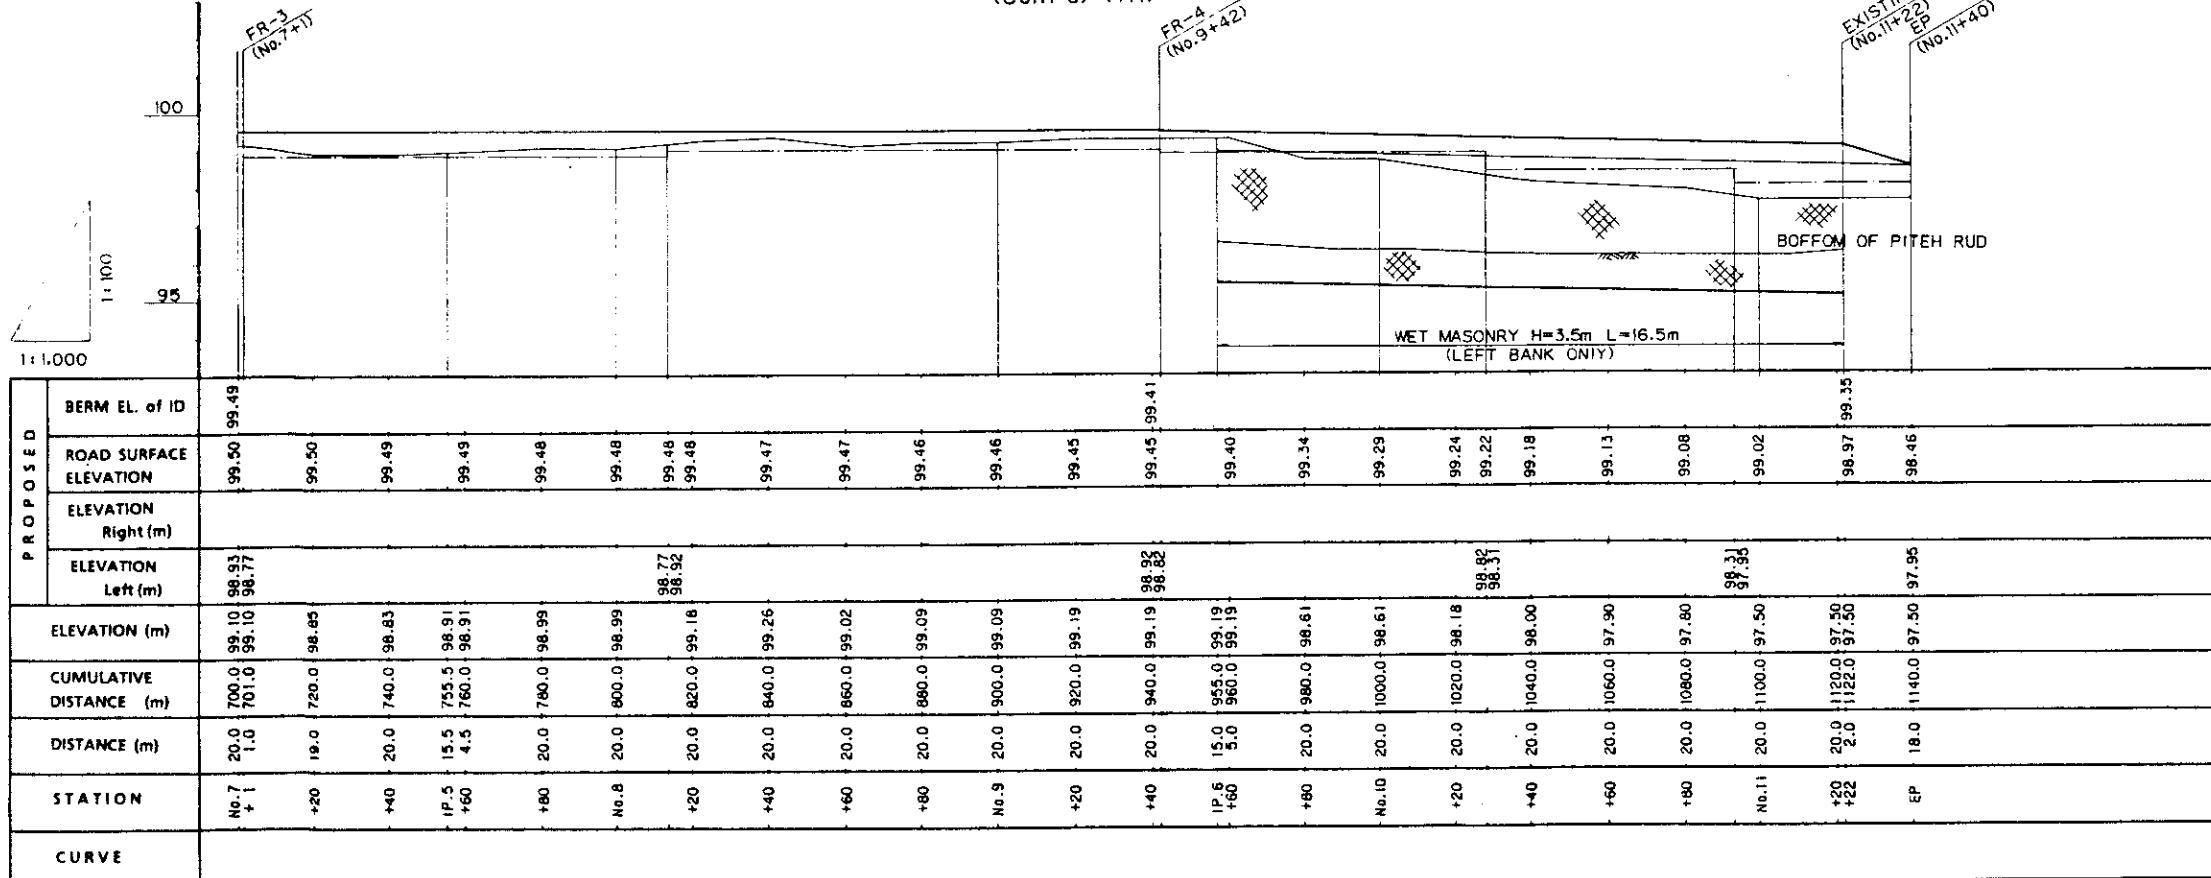 FR-3
(No.7+1)
FR-4
(No.9+42)
(No.11+22)
EP
(No.11+40)
100
95
1:100
1:1,000
BOFFOM OF PITEH RUD
WET MASONRY H=3.5m L=16.5m
(LEFT BANK ONLY)
PROPOSED
BERM EL. of ID 99.49 99.41 99.35
ROAD SURFACE ELEVATION 99.50 99.50 99.49 99.49 99.48 99.48 99.48 99.48 99.47 99.47 99.46 99.46 99.45 99.45 99.40 99.34 99.29 99.24 99.22 99.18 99.13 99.08 99.02 98.97 98.46
ELEVATION Right (m)
ELEVATION Left (m) 98.93 98.77 98.77 98.92 98.92 98.82 98.82 98.31 98.31 97.95 97.95
ELEVATION (m) 99.10 99.10 98.85 98.83 98.91 98.91 98.99 98.99 99.18 99.26 99.02 99.09 99.09 99.19 99.19 99.19 99.19 98.61 98.61 98.18 98.00 97.90 97.80 97.50 97.50 97.50 97.50
CUMULATIVE DISTANCE (m) 700.0 701.0 720.0 740.0 755.5 760.0 780.0 800.0 820.0 840.0 860.0 880.0 900.0 920.0 940.0 955.0 960.0 980.0 1000.0 1020.0 1040.0 1060.0 1080.0 1100.0 1120.0 1122.0 1140.0
DISTANCE (m) 20.0 1.0 19.0 20.0 15.5 4.5 20.0 20.0 20.0 20.0 20.0 20.0 20.0 20.0 20.0 15.0 5.0 20.0 20.0 20.0 20.0 20.0 20.0 20.0 20.0 2.0 18.0
STATION No.7 +1 +20 +40 IP.5 +60 +80 No.8 +20 +40 +60 +80 No.9 +20 +40 IP.6 +60 +80 No.10 +20 +40 +60 +80 No.11 +20 +22 EP
CURVE